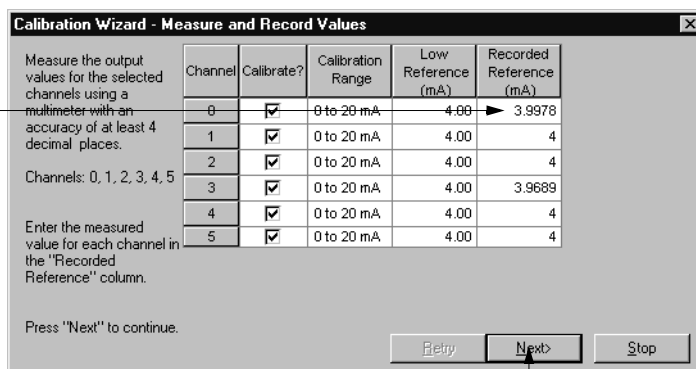 Calibration Wizard - Measure and Record Values
Measure the output
values for the selected
channels using a
multimeter with an
accuracy of at least 4
decimal places.
Channels: 0, 1, 2, 3, 4, 5
Enter the measured
value for each channel in
the "Recorded
Reference" column.
Press "Next" to continue.
Channel Calibrate? Calibration Range Low Reference (mA) Recorded Reference (mA)
0 0 to 20 mA 4.00 3.9978
1 0 to 20 mA 4.00 4
2 0 to 20 mA 4.00 4
3 0 to 20 mA 4.00 3.9689
4 0 to 20 mA 4.00 4
5 0 to 20 mA 4.00 4
Retry Next> Stop